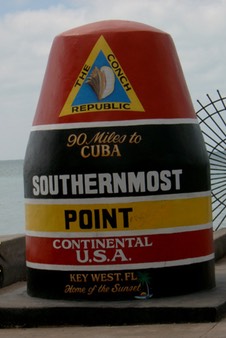 THE CONCH
REPUBLIC
90 Miles to
CUBA
SOUTHERNMOST
POINT
CONTINENTAL
U.S.A.
KEY WEST, FL
Home of the Sunset